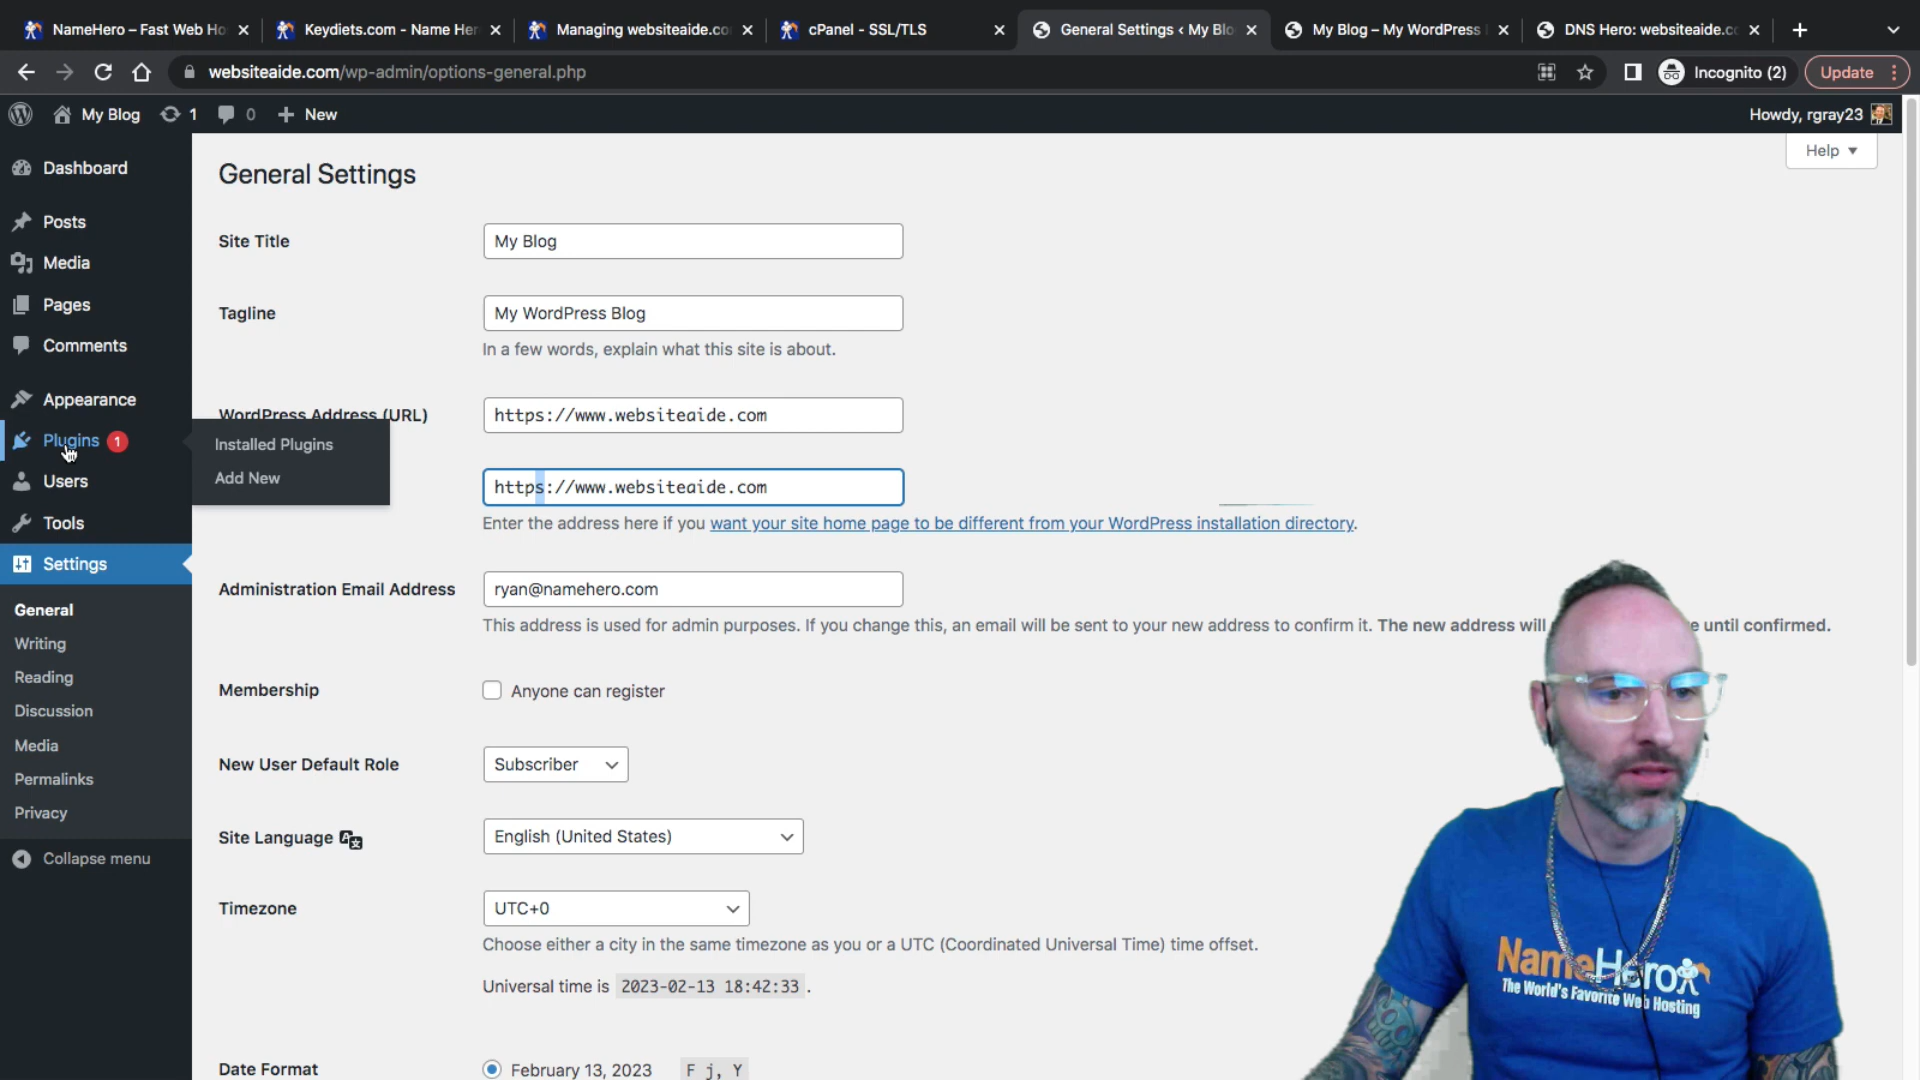 NameHero – Fast Web Ho
Keydiets.com - Name Her
Managing websiteaide.co
cPanel - SSL/TLS
General Settings ‹ My Blo
My Blog – My WordPress
DNS Hero: websiteaide.c
websiteaide.com/wp-admin/options-general.php
Incognito (2)
Update
My Blog
1
0
New
Howdy, rgray23
Help
Dashboard
Posts
Media
Pages
Comments
Appearance
Plugins 1
Installed Plugins
Add New
Users
Tools
Settings
General
Writing
Reading
Discussion
Media
Permalinks
Privacy
Collapse menu
General Settings
Site Title
My Blog
Tagline
My WordPress Blog
In a few words, explain what this site is about.
WordPress Address (URL)
https://www.websiteaide.com
https://www.websiteaide.com
Enter the address here if you want your site home page to be different from your WordPress installation directory.
Administration Email Address
ryan@namehero.com
This address is used for admin purposes. If you change this, an email will be sent to your new address to confirm it. The new address will e until confirmed.
Membership
Anyone can register
New User Default Role
Subscriber
Site Language
English (United States)
Timezone
UTC+0
Choose either a city in the same timezone as you or a UTC (Coordinated Universal Time) time offset.
Universal time is 2023-02-13 18:42:33 .
Date Format
February 13, 2023
F j, Y
NameHero
The World's Favorite Web Hosting